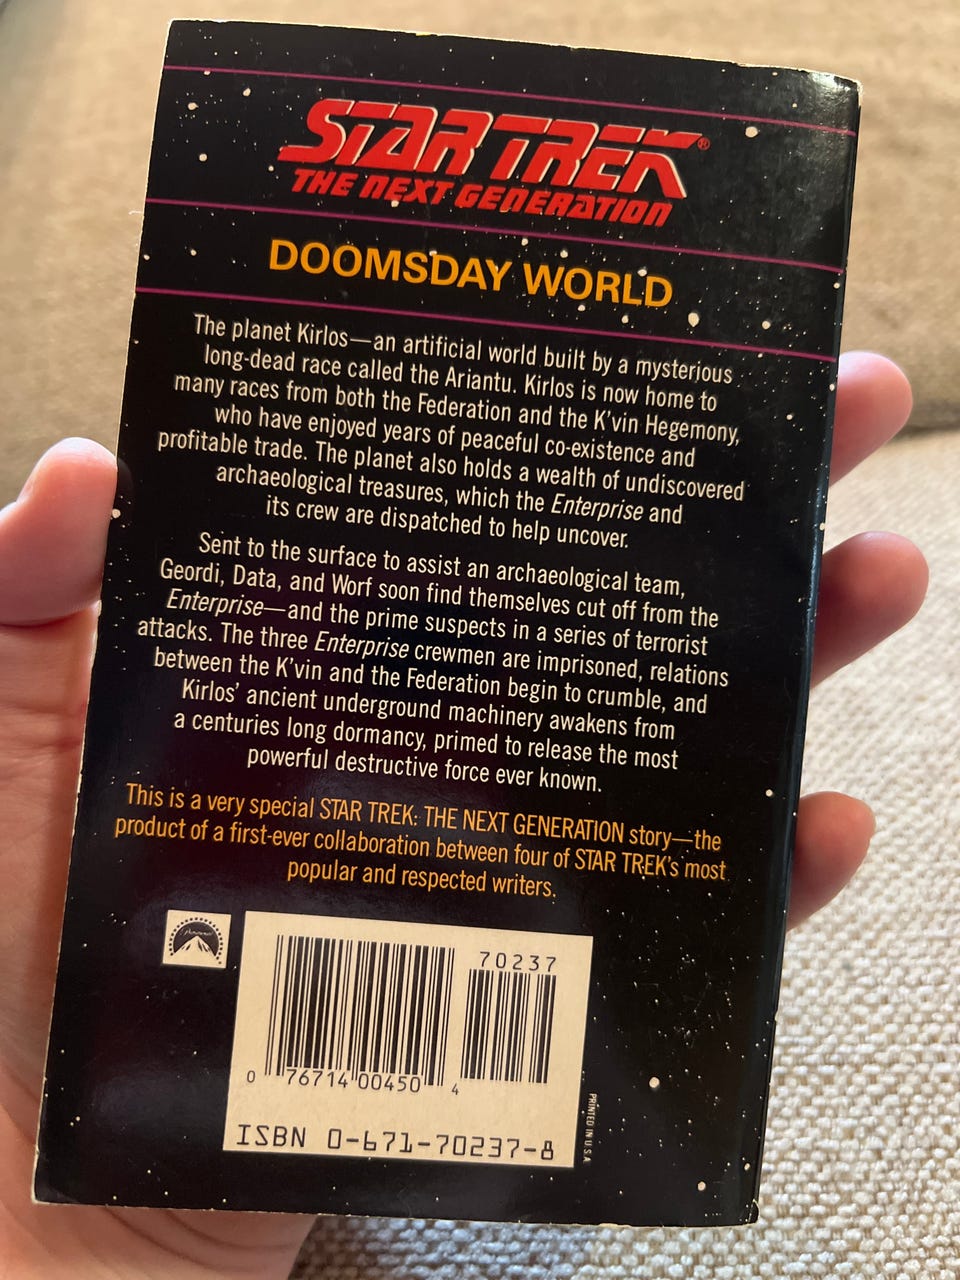 STAR TREK®
THE NEXT GENERATION
DOOMSDAY WORLD
The planet Kirlos—an artificial world built by a mysterious
long-dead race called the Ariantu. Kirlos is now home to
many races from both the Federation and the K'vin Hegemony,
who have enjoyed years of peaceful co-existence and
profitable trade. The planet also holds a wealth of undiscovered
archaeological treasures, which the Enterprise and
its crew are dispatched to help uncover.
Sent to the surface to assist an archaeological team,
Geordi, Data, and Worf soon find themselves cut off from the
Enterprise—and the prime suspects in a series of terrorist
attacks. The three Enterprise crewmen are imprisoned, relations
between the K'vin and the Federation begin to crumble, and
Kirlos' ancient underground machinery awakens from
a centuries long dormancy, primed to release the most
powerful destructive force ever known.
This is a very special STAR TREK: THE NEXT GENERATION story—the
product of a first-ever collaboration between four of STAR TREK's most
popular and respected writers.
Paramount
70237
0 76714 00450 4
ISBN 0-671-70237-8
PRINTED IN U.S.A.